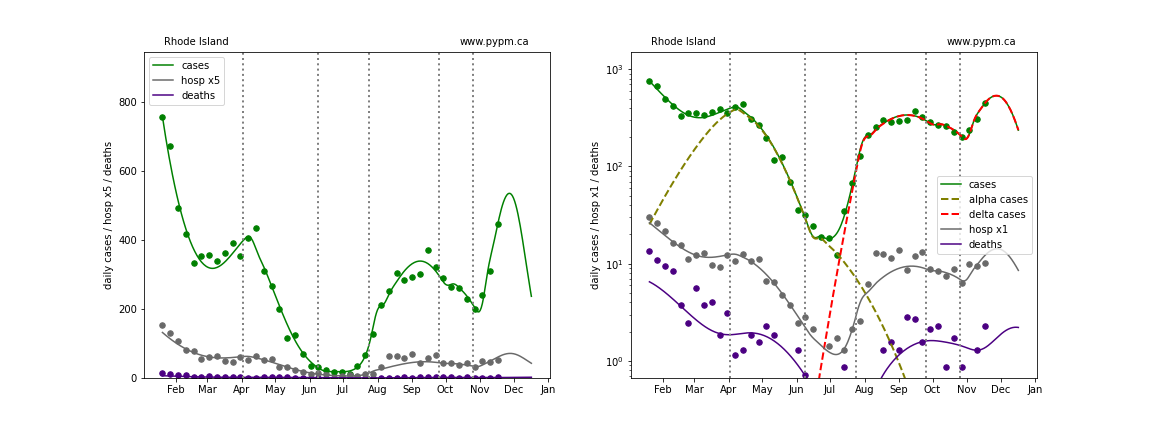 Rhode Island
www.pypm.ca
cases
hosp x5
deaths
daily cases / hosp x5 / deaths
800
600
400
200
0
Feb Mar Apr May Jun Jul Aug Sep Oct Nov Dec Jan
Rhode Island
www.pypm.ca
cases
alpha cases
delta cases
hosp x1
deaths
daily cases / hosp x1 / deaths
10³
10²
10¹
10⁰
Feb Mar Apr May Jun Jul Aug Sep Oct Nov Dec Jan